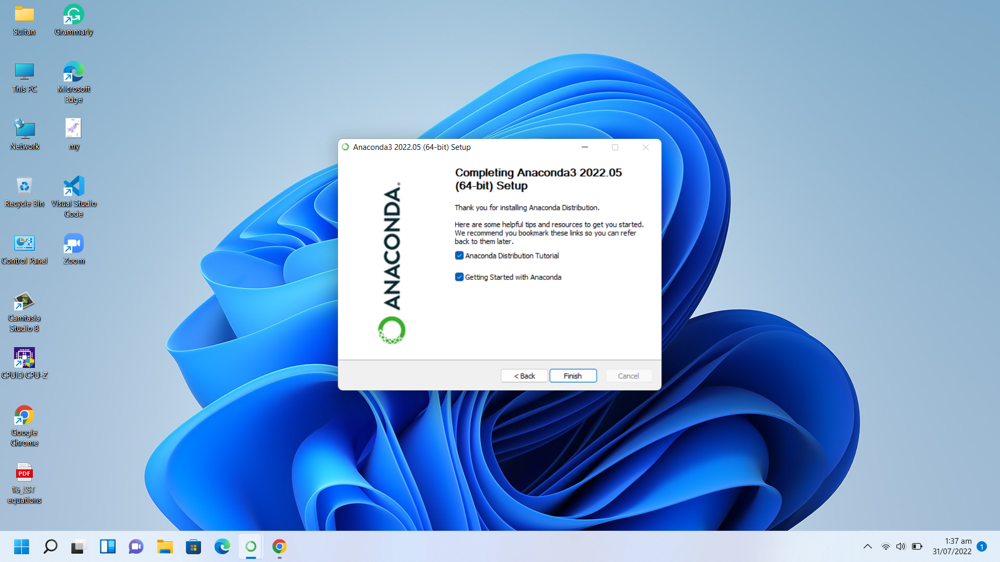 Sultan
Grammarly
This PC
Microsoft
Edge
Network
my
Recycle Bin
Visual Studio
Code
Control Panel
Zoom
Camtasia
Studio 8
CPUID CPU-Z
Google
Chrome
PDF
15_LST
equations
Anaconda3 2022.05 (64-bit) Setup
ANACONDA.
Completing Anaconda3 2022.05
(64-bit) Setup
Thank you for installing Anaconda Distribution.
Here are some helpful tips and resources to get you started.
We recommend you bookmark these links so you can refer
back to them later.
Anaconda Distribution Tutorial
Getting Started with Anaconda
< Back
Finish
Cancel
1:37 am
31/07/2022
1